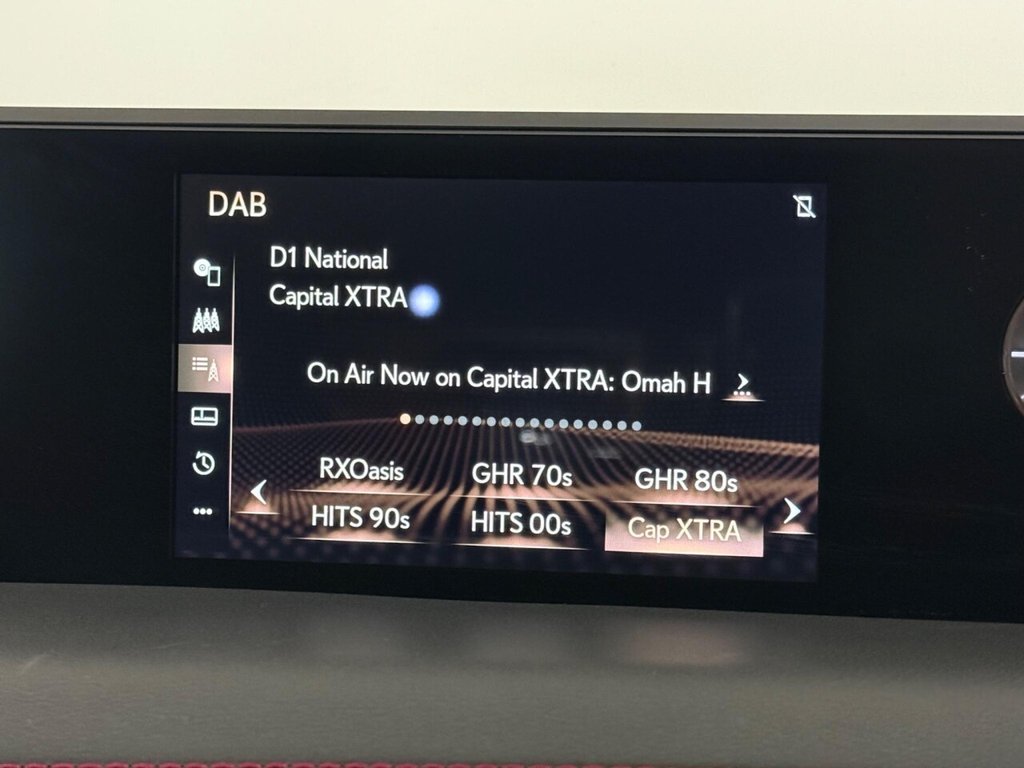 DAB
D1 National
Capital XTRA
On Air Now on Capital XTRA: Omah H
RXOasis GHR 70s GHR 80s
HITS 90s HITS 00s Cap XTRA